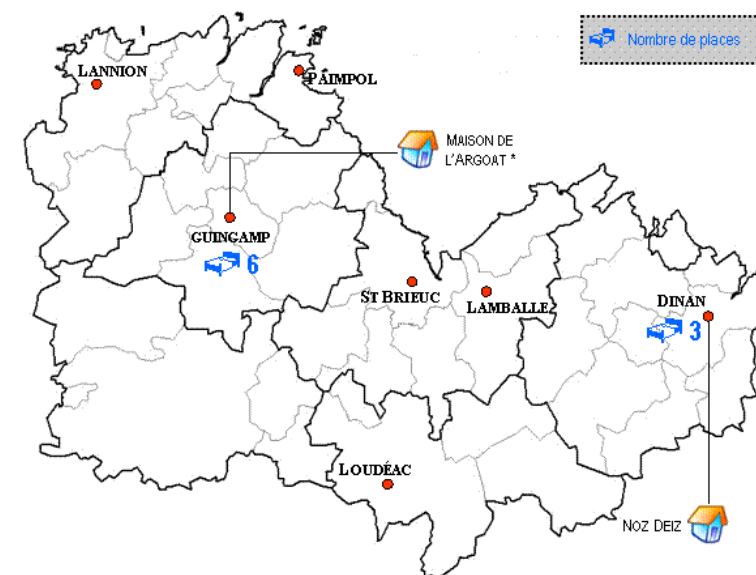 Nombre de places
LANNION
PAIMPOL
MAISON DE
L'ARGOAT *
GUINGAMP
6
ST BRIEUC
LAMBALLE
DINAN
3
LOUDÉAC
NOZ DEIZ